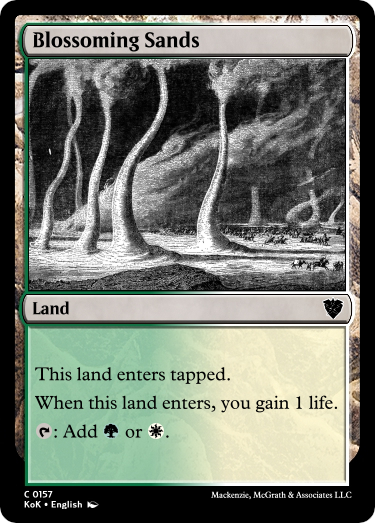 Blossoming Sands
Land
This land enters tapped.
When this land enters, you gain 1 life.
: Add or .
C 0157
KoK • English
Mackenzie, McGrath & Associates LLC